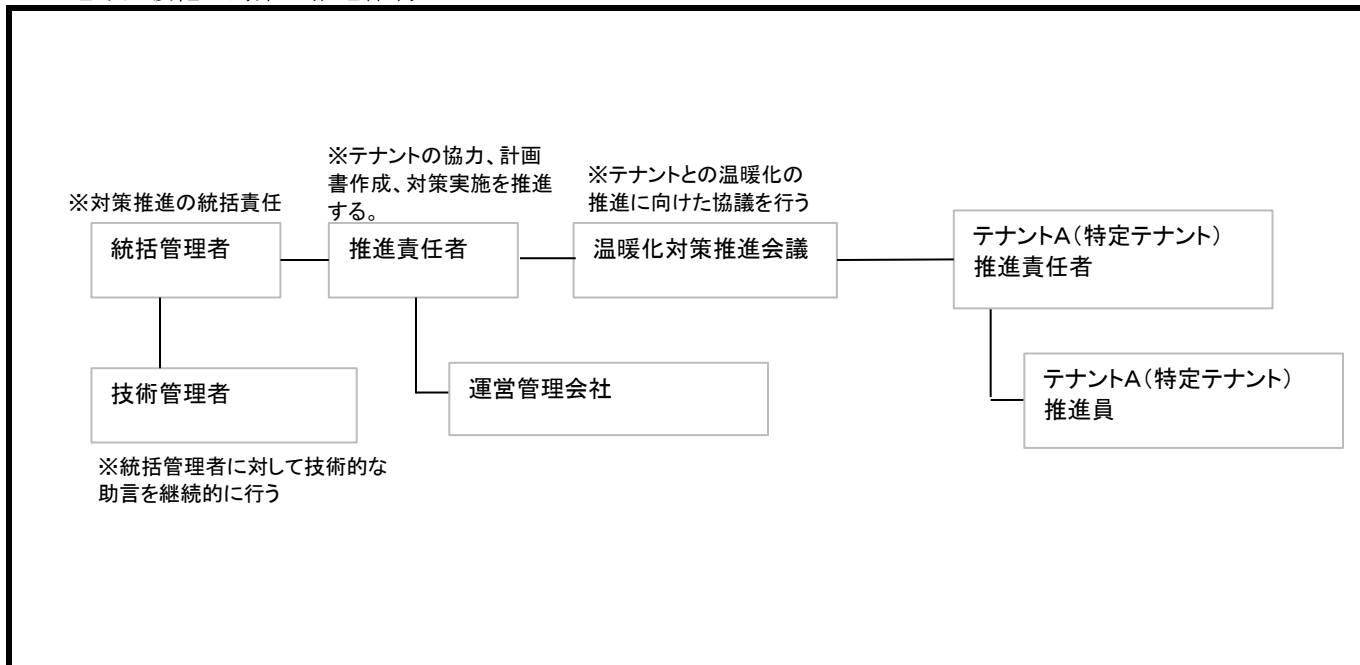 ※対策推進の統括責任
統括管理者
※テナントの協力、計画
書作成、対策実施を推進
する。
推進責任者
※テナントとの温暖化の
推進に向けた協議を行う
温暖化対策推進会議
テナントA(特定テナント)
推進責任者
技術管理者
※統括管理者に対して技術的な
助言を継続的に行う
運営管理会社
テナントA(特定テナント)
推進員